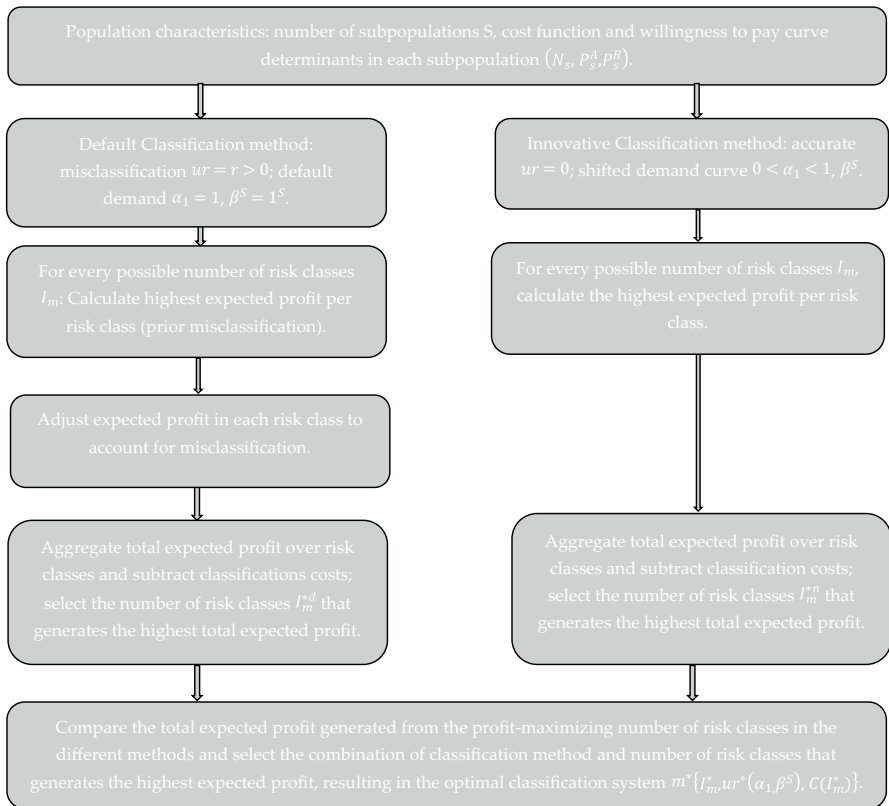 Population characteristics: number of subpopulations S, cost function and willingness to pay curve
determinants in each subpopulation (N_s, P_s^A, P_s^R).
Default Classification method:
misclassification ur = r > 0; default
demand α_1 = 1, β^S = 1^S.
For every possible number of risk classes
I_m: Calculate highest expected profit per
risk class (prior misclassification).
Adjust expected profit in each risk class to
account for misclassification.
Aggregate total expected profit over risk
classes and subtract classifications costs;
select the number of risk classes I_m^{*d} that
generates the highest total expected profit.
Innovative Classification method: accurate
ur = 0; shifted demand curve 0 < α_1 < 1, β^S.
For every possible number of risk classes I_m,
calculate the highest expected profit per risk
class.
Aggregate total expected profit over risk
classes and subtract classification costs;
select the number of risk classes I_m^{*n} that
generates the highest total expected profit.
Compare the total expected profit generated from the profit-maximizing number of risk classes in the
different methods and select the combination of classification method and number of risk classes that
generates the highest expected profit, resulting in the optimal classification system m^*{I_m^*, ur^*(α_1, β^S), C(I_m^*)}.